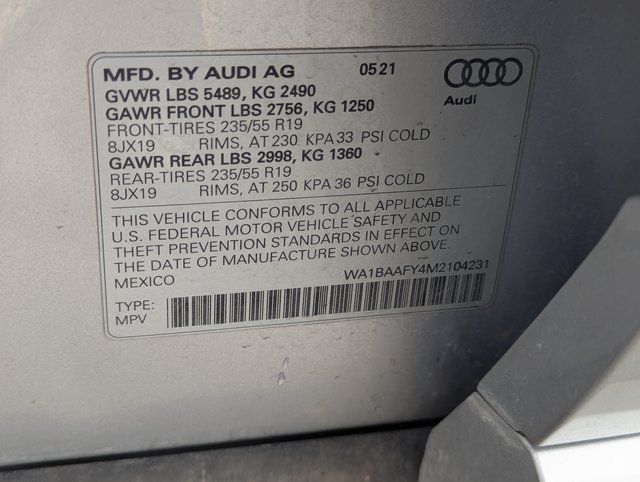 MFD. BY AUDI AG 0521
GVWR LBS 5489, KG 2490
GAWR FRONT LBS 2756, KG 1250
FRONT-TIRES 235/55 R19
8JX19 RIMS, AT 230 KPA 33 PSI COLD
GAWR REAR LBS 2998, KG 1360
REAR-TIRES 235/55 R19
8JX19 RIMS, AT 250 KPA 36 PSI COLD
Audi
THIS VEHICLE CONFORMS TO ALL APPLICABLE
U.S. FEDERAL MOTOR VEHICLE SAFETY AND
THEFT PREVENTION STANDARDS IN EFFECT ON
THE DATE OF MANUFACTURE SHOWN ABOVE.
MEXICO WA1BAAFY4M2104231
TYPE:
MPV